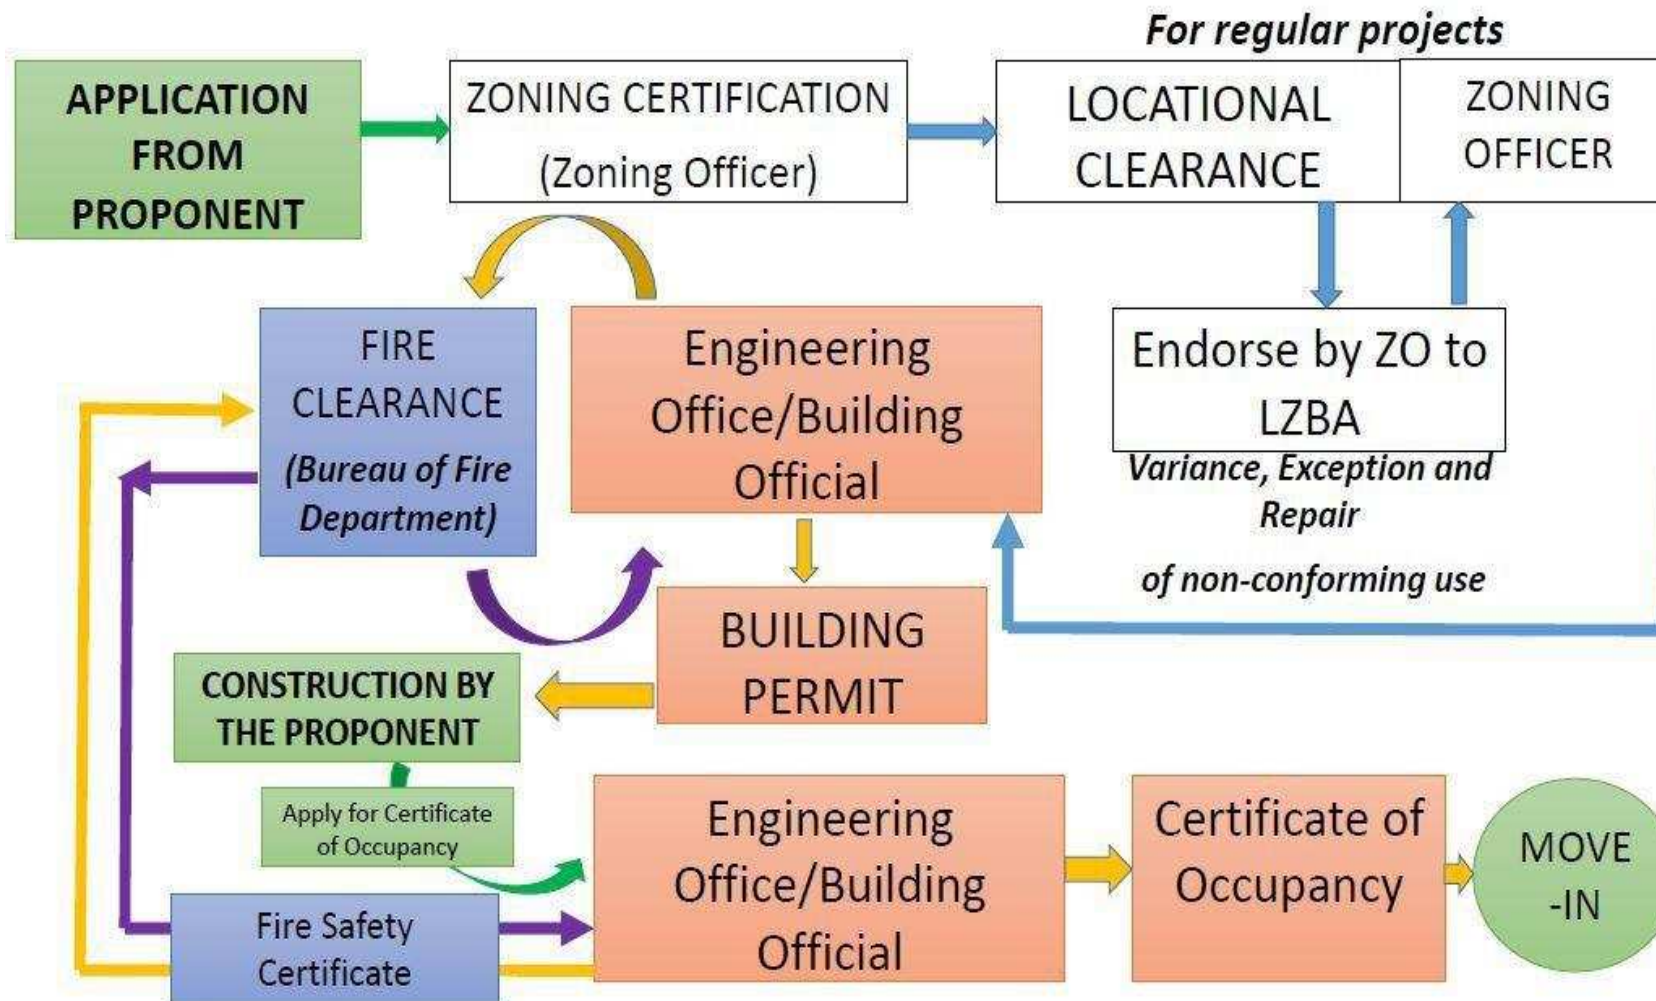 For regular projects
APPLICATION
FROM
PROPONENT
ZONING CERTIFICATION
(Zoning Officer)
LOCATIONAL
CLEARANCE
ZONING
OFFICER
FIRE
CLEARANCE
(Bureau of Fire
Department)
Engineering
Office/Building
Official
Endorse by ZO to
LZBA
Variance, Exception and
Repair
of non-conforming use
BUILDING
PERMIT
CONSTRUCTION BY
THE PROPONENT
Apply for Certificate
of Occupancy
Fire Safety
Certificate
Engineering
Office/Building
Official
Certificate of
Occupancy
MOVE
-IN